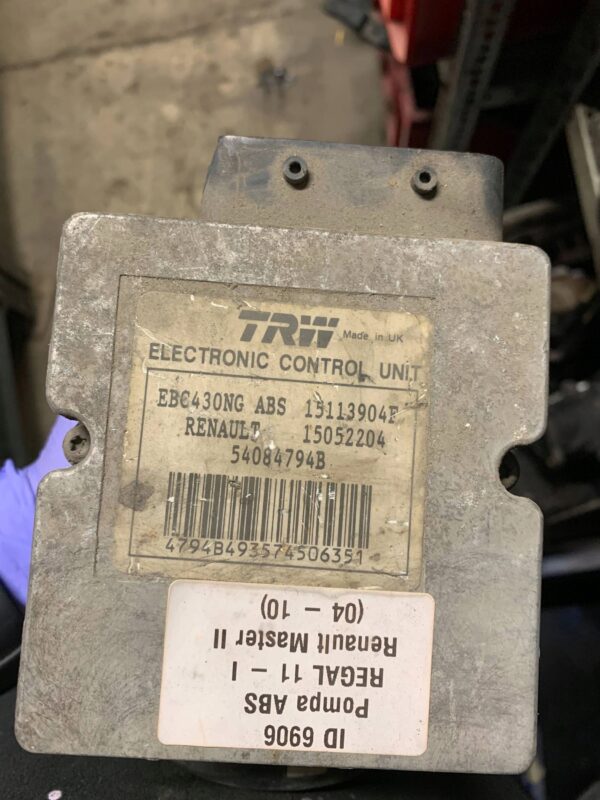 TRW Made in UK
ELECTRONIC CONTROL UNIT
EBC430NG ABS 15113904F
RENAULT 15052204
54084794B
4794B493574506351
ID 6906
Pompa ABS
REGAL 11 – I
Renault Master II
(04 – 10)